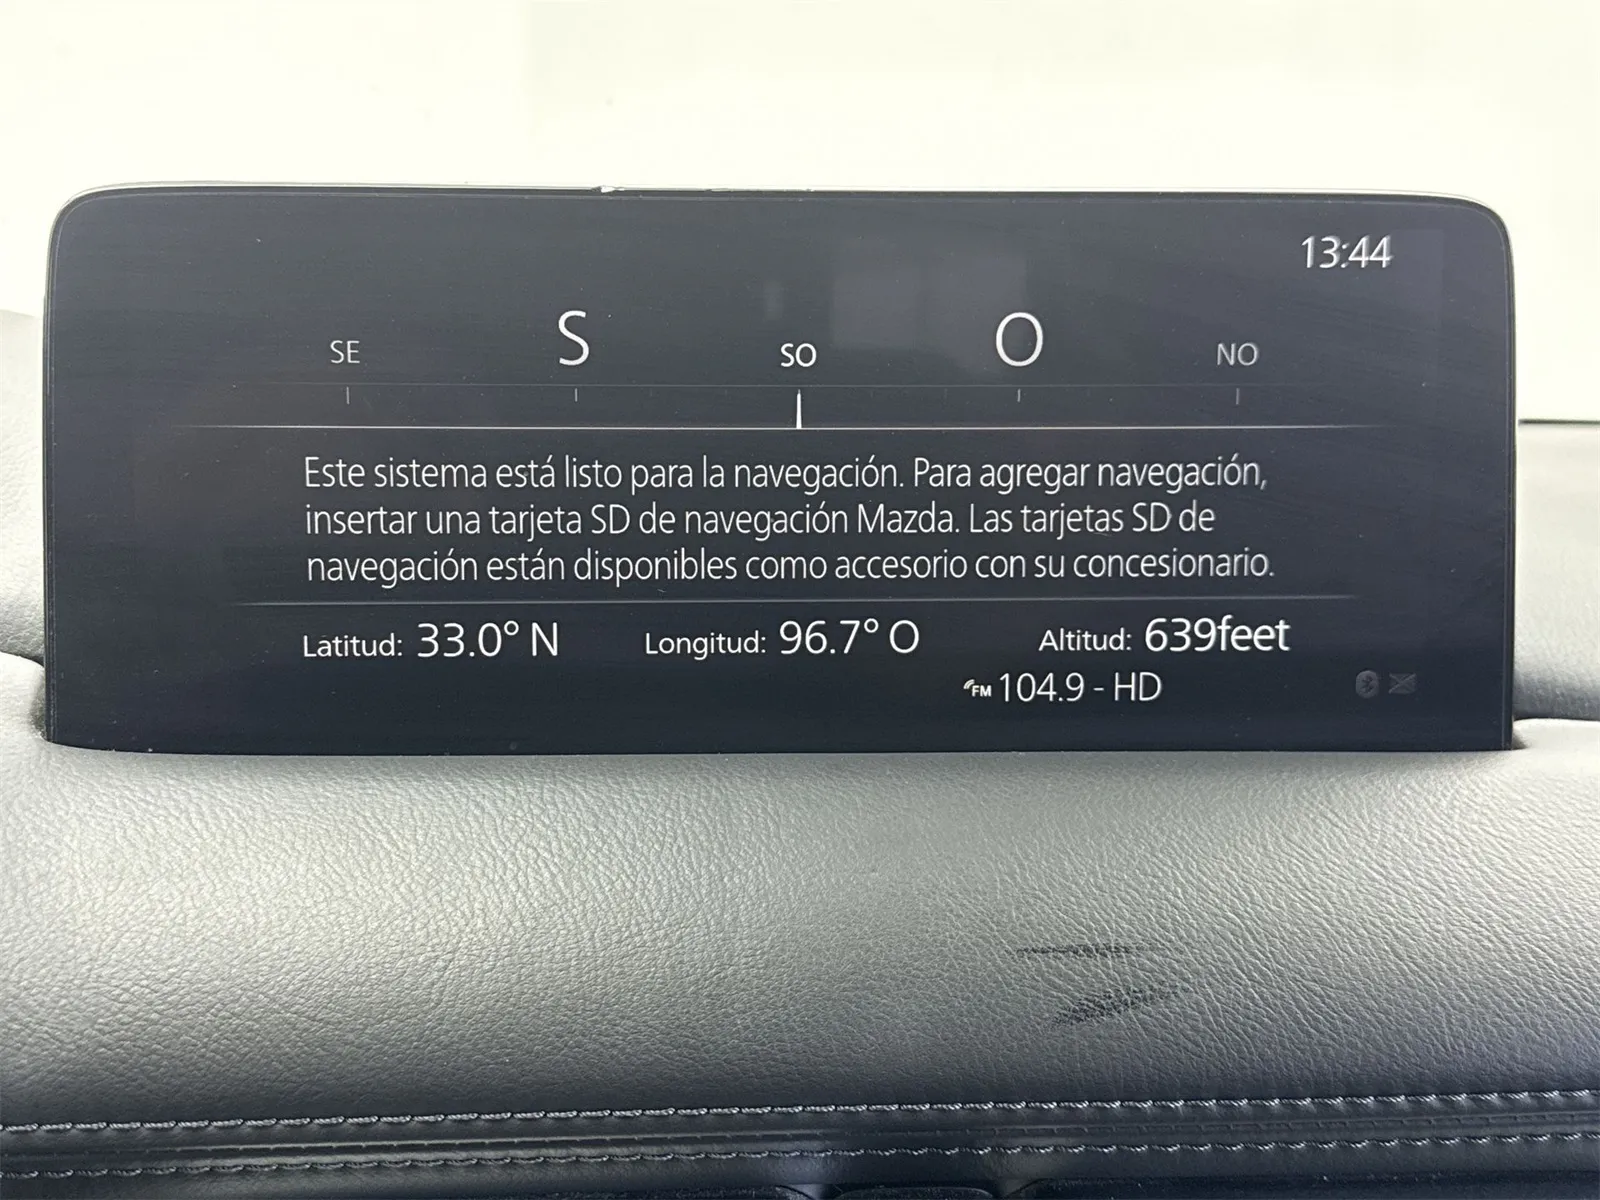 13:44
SE S SO O NO
Este sistema está listo para la navegación. Para agregar navegación,
insertar una tarjeta SD de navegación Mazda. Las tarjetas SD de
navegación están disponibles como accesorio con su concesionario.
Latitud: 33.0° N Longitud: 96.7° O Altitud: 639feet
FM 104.9 - HD